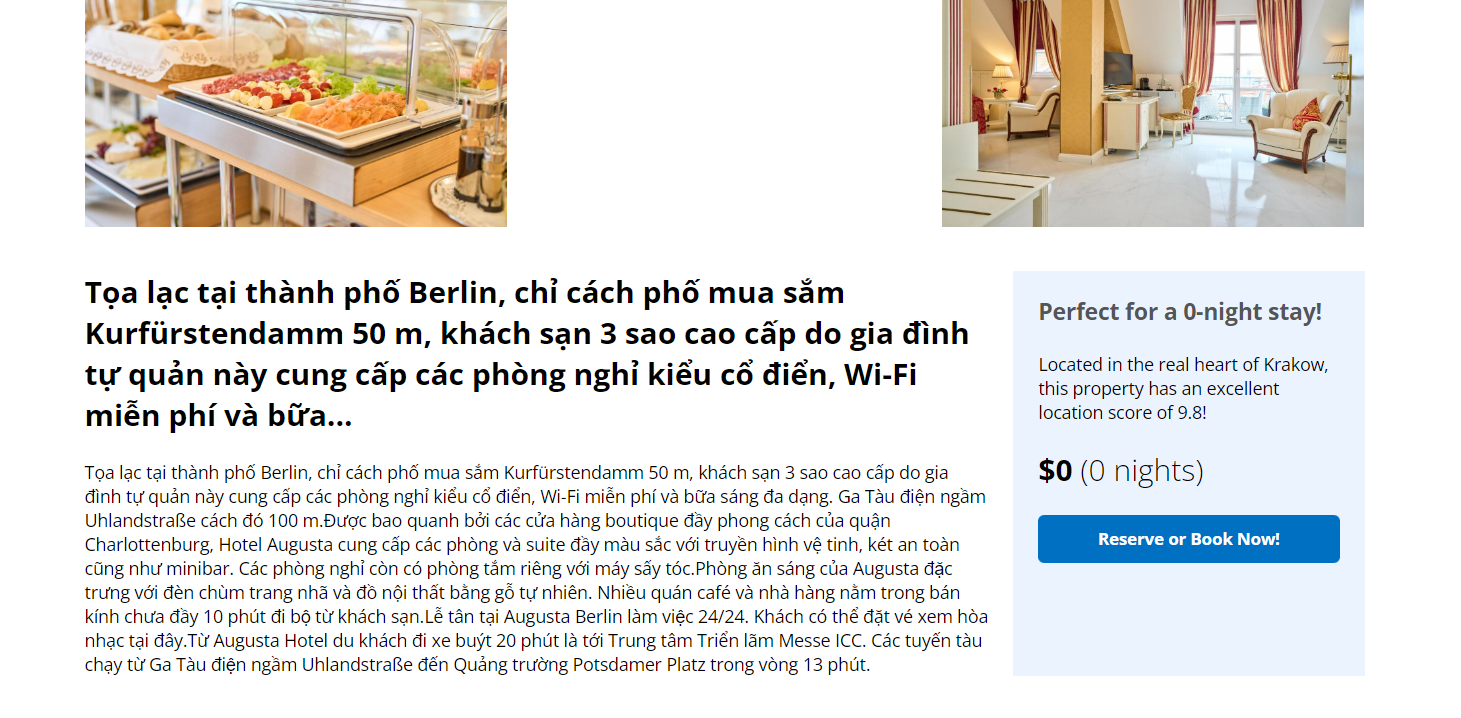 Tọa lạc tại thành phố Berlin, chỉ cách phố mua sắm
Kurfürstendamm 50 m, khách sạn 3 sao cao cấp do gia đình
tự quản này cung cấp các phòng nghỉ kiểu cổ điển, Wi-Fi
miễn phí và bữa...
Tọa lạc tại thành phố Berlin, chỉ cách phố mua sắm Kurfürstendamm 50 m, khách sạn 3 sao cao cấp do gia
đình tự quản này cung cấp các phòng nghỉ kiểu cổ điển, Wi-Fi miễn phí và bữa sáng đa dạng. Ga Tàu điện ngầm
Uhlandstraße cách đó 100 m.Được bao quanh bởi các cửa hàng boutique đầy phong cách của quận
Charlottenburg, Hotel Augusta cung cấp các phòng và suite đầy màu sắc với truyền hình vệ tinh, két an toàn
cũng như minibar. Các phòng nghỉ còn có phòng tắm riêng với máy sấy tóc.Phòng ăn sáng của Augusta đặc
trưng với đèn chùm trang nhã và đồ nội thất bằng gỗ tự nhiên. Nhiều quán café và nhà hàng nằm trong bán
kính chưa đầy 10 phút đi bộ từ khách sạn.Lễ tân tại Augusta Berlin làm việc 24/24. Khách có thể đặt vé xem hòa
nhạc tại đây.Từ Augusta Hotel du khách đi xe buýt 20 phút là tới Trung tâm Triển lãm Messe ICC. Các tuyến tàu
chạy từ Ga Tàu điện ngầm Uhlandstraße đến Quảng trường Potsdamer Platz trong vòng 13 phút.
Perfect for a 0-night stay!
Located in the real heart of Krakow,
this property has an excellent
location score of 9.8!
$0 (0 nights)
Reserve or Book Now!